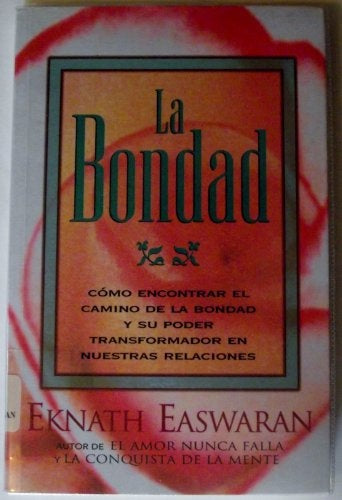 La
Bondad
CÓMO ENCONTRAR EL
CAMINO DE LA BONDAD
Y SU PODER
TRANSFORMADOR EN
NUESTRAS RELACIONES
EKNATH EASWARAN
AUTOR DE EL AMOR NUNCA FALLA
Y LA CONQUISTA DE LA MENTE